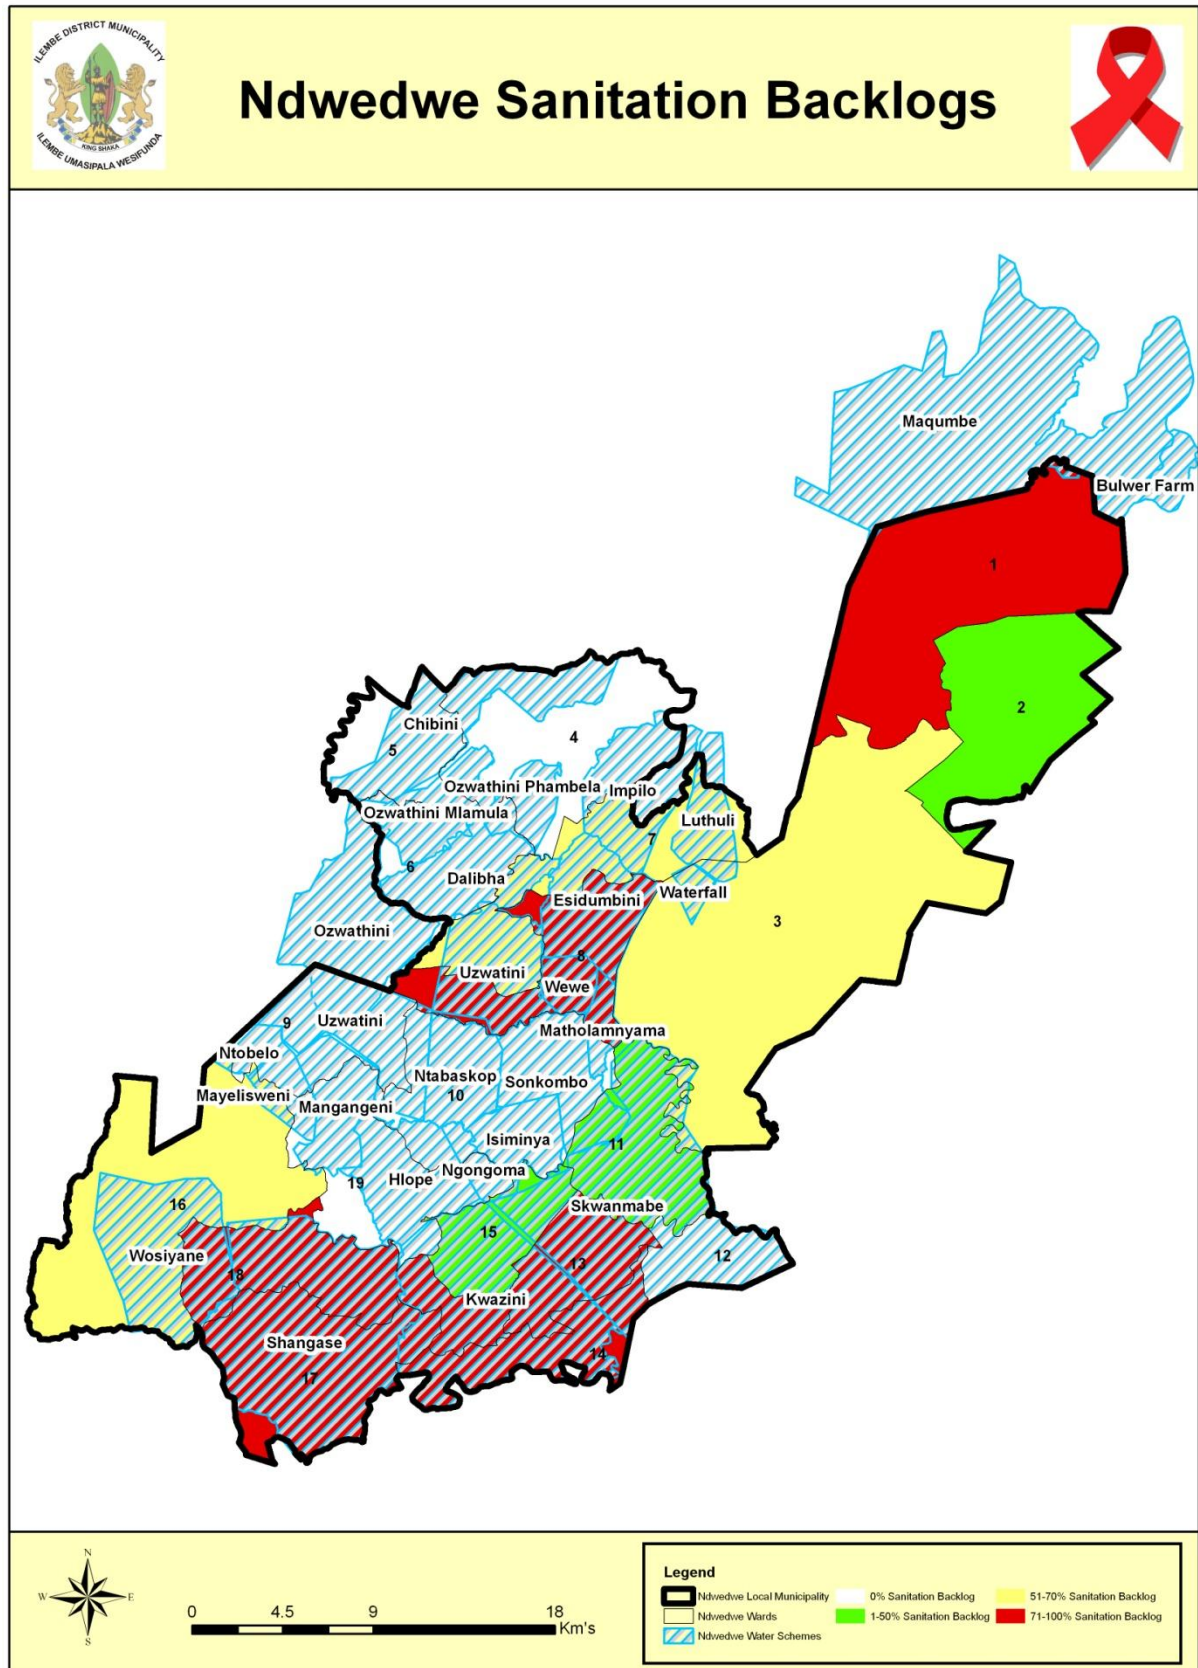 ILEMBE DISTRICT MUNICIPALITY
KING SHAKA
ILEMBE UMASIPALA WESIFUNDA
Ndwedwe Sanitation Backlogs
Maqumbe
Bulwer Farm
1
2
Chibini
5
4
Ozwathini Phambela
Impilo
Ozwathini Mlamula
Luthuli
7
6
Dalibha
Esidumbini
Waterfall
3
Ozwathini
8
Uzwatini
Wewe
9
Uzwatini
Matholamnyama
Ntobelo
Ntabaskop
Sonkombo
Mayelisweni
Mangangeni
10
Isiminya
11
Ngongoma
Hlope
19
16
Skwanmabe
15
Wosiyane
12
18
13
Kwazini
Shangase
14
17
N
W
E
S
0
4.5
9
18
Km's
Legend
Ndwedwe Local Municipality
0% Sanitation Backlog
51-70% Sanitation Backlog
Ndwedwe Wards
1-50% Sanitation Backlog
71-100% Sanitation Backlog
Ndwedwe Water Schemes